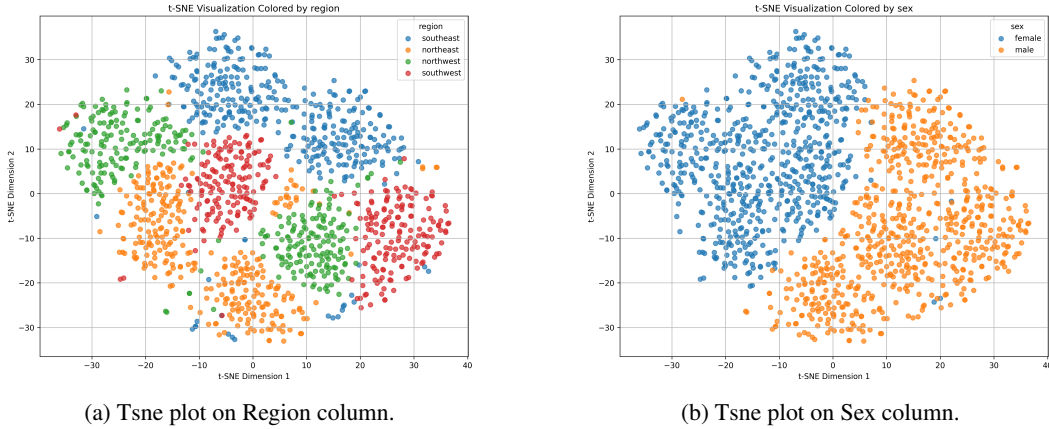 t-SNE Visualization Colored by region
region
southeast
northeast
northwest
southwest
30
20
10
0
−10
−20
−30
t-SNE Dimension 2
−30 −20 −10 0 10 20 30 40
t-SNE Dimension 1
(a) Tsne plot on Region column.
t-SNE Visualization Colored by sex
sex
female
male
30
20
10
0
−10
−20
−30
t-SNE Dimension 2
−30 −20 −10 0 10 20 30 40
t-SNE Dimension 1
(b) Tsne plot on Sex column.